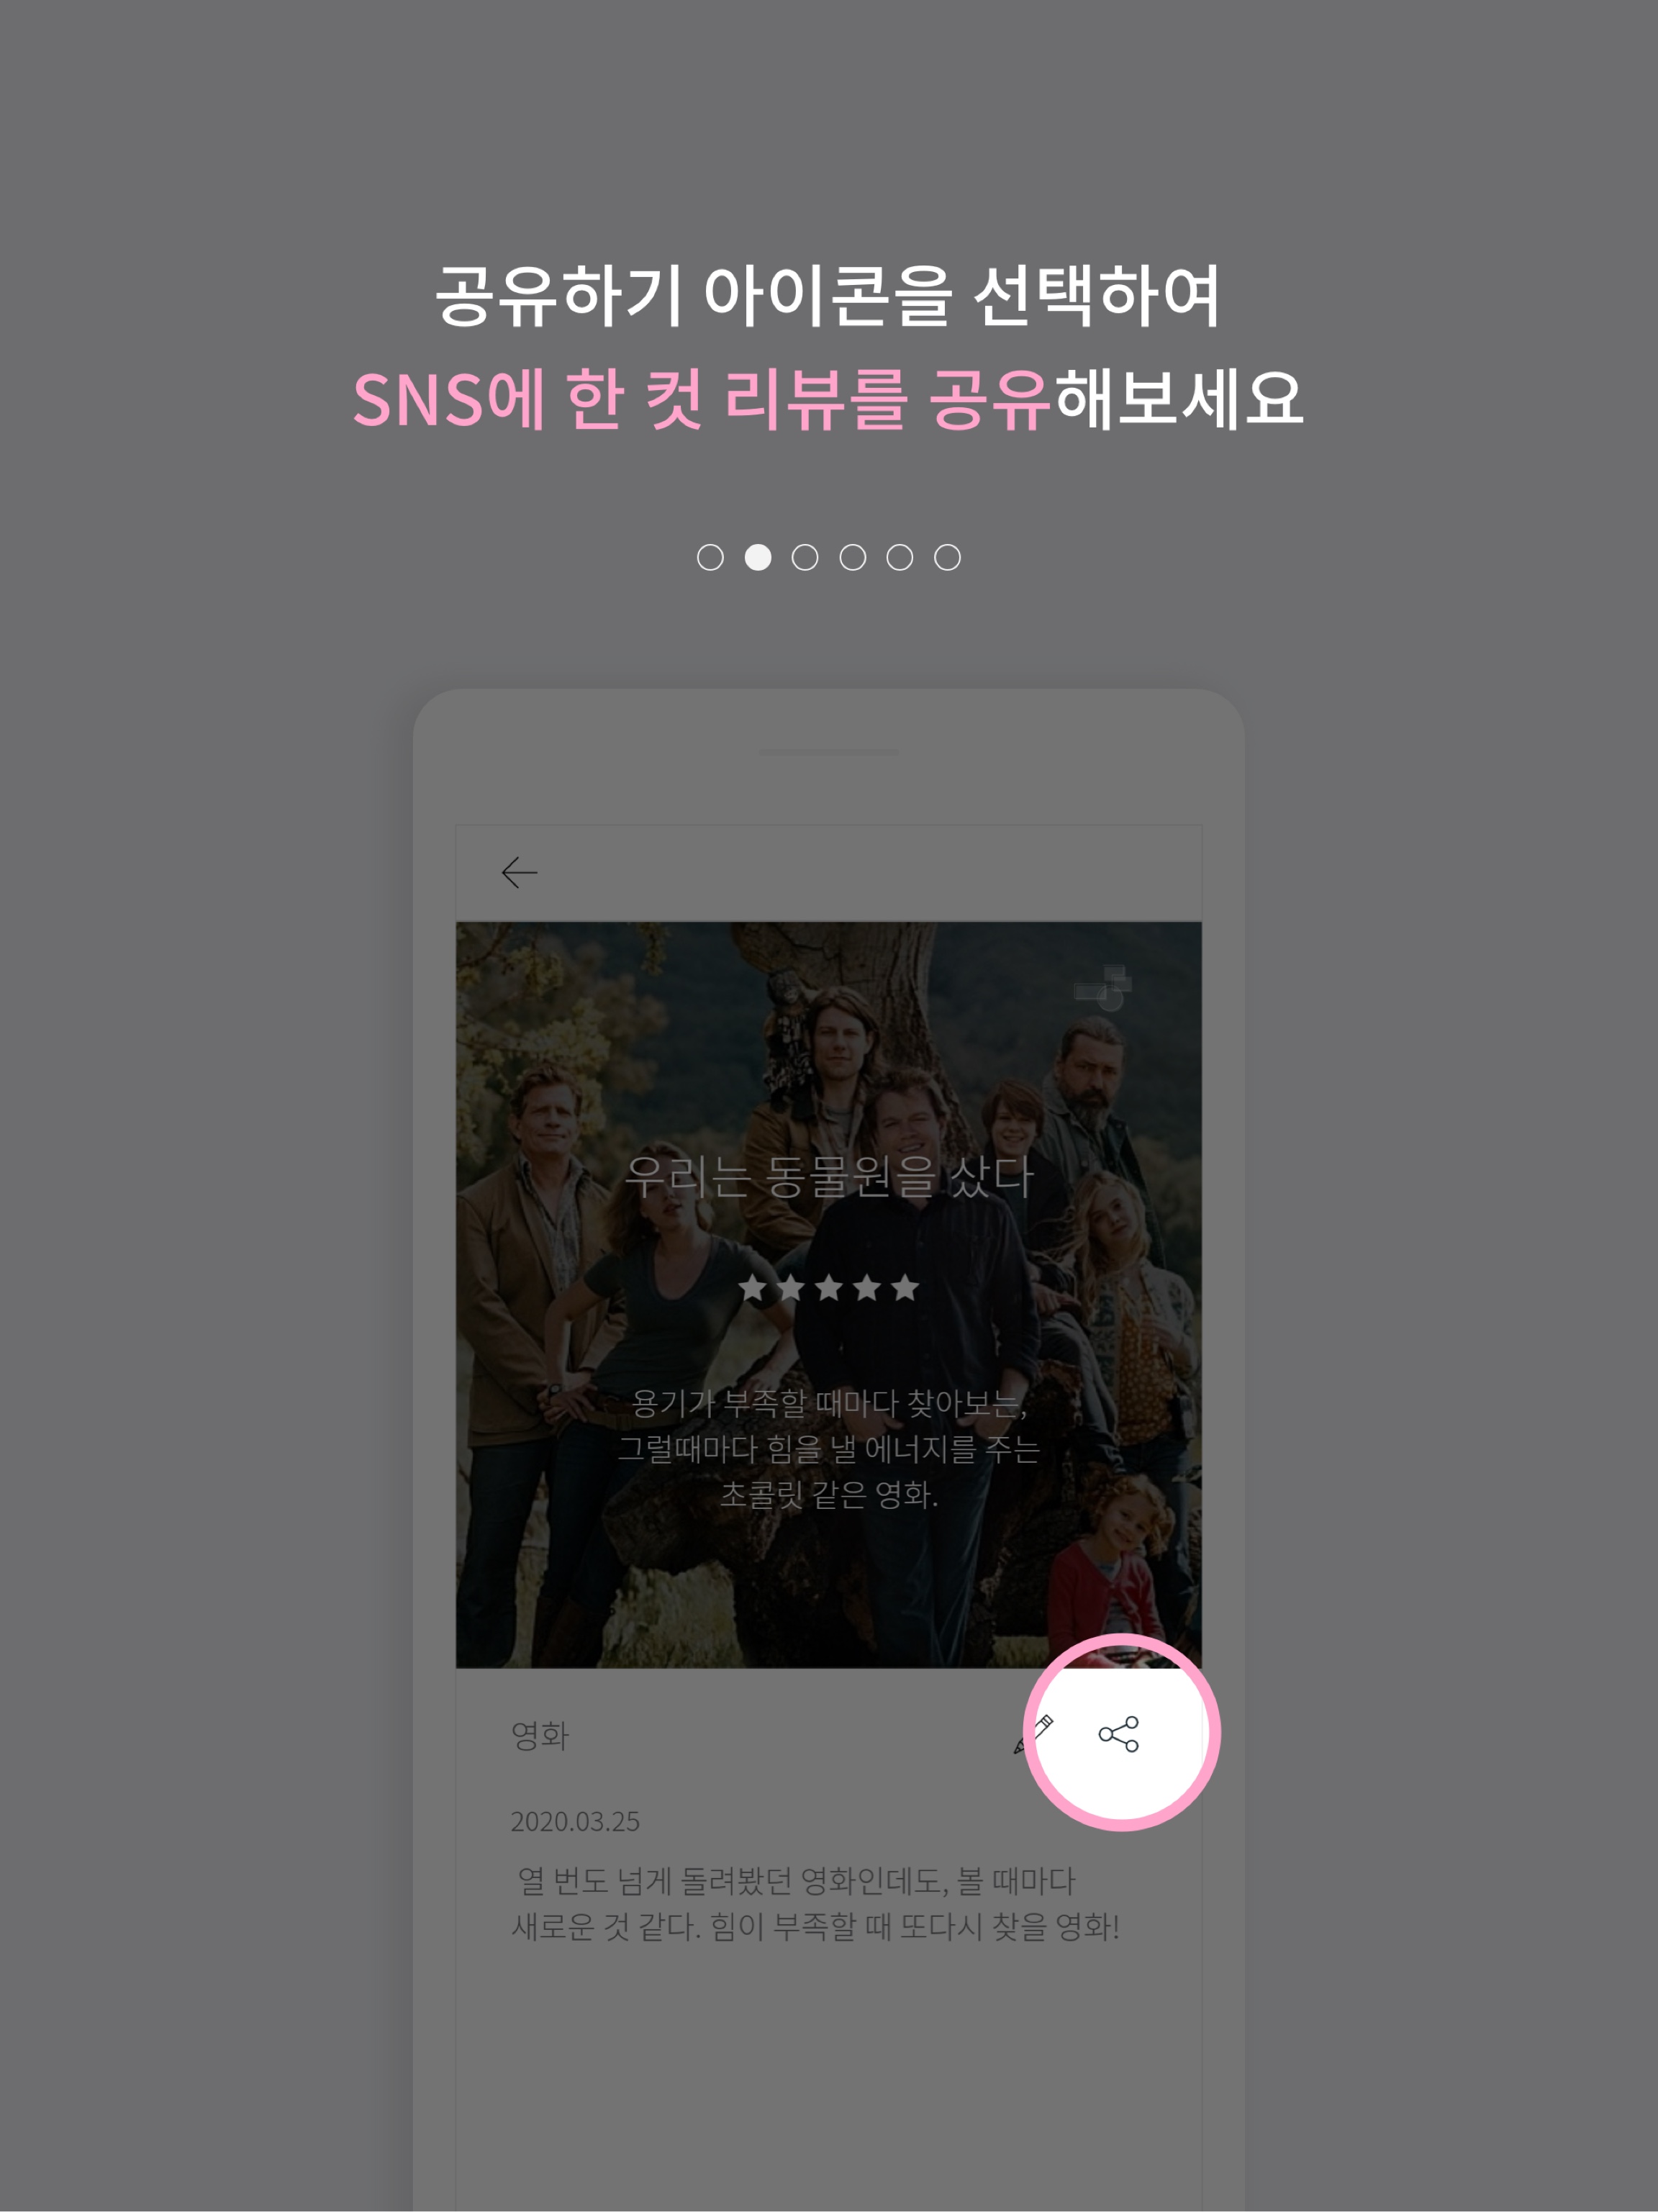 공유하기 아이콘을 선택하여
SNS에 한 컷 리뷰를 공유해보세요
우리는 동물원을 샀다
용기가 부족할 때마다 찾아보는,
그럴때마다 힘을 낼 에너지를 주는
초콜릿 같은 영화.
영화
2020.03.25
열 번도 넘게 돌려봤던 영화인데도, 볼 때마다
새로운 것 같다. 힘이 부족할 때 또다시 찾을 영화!